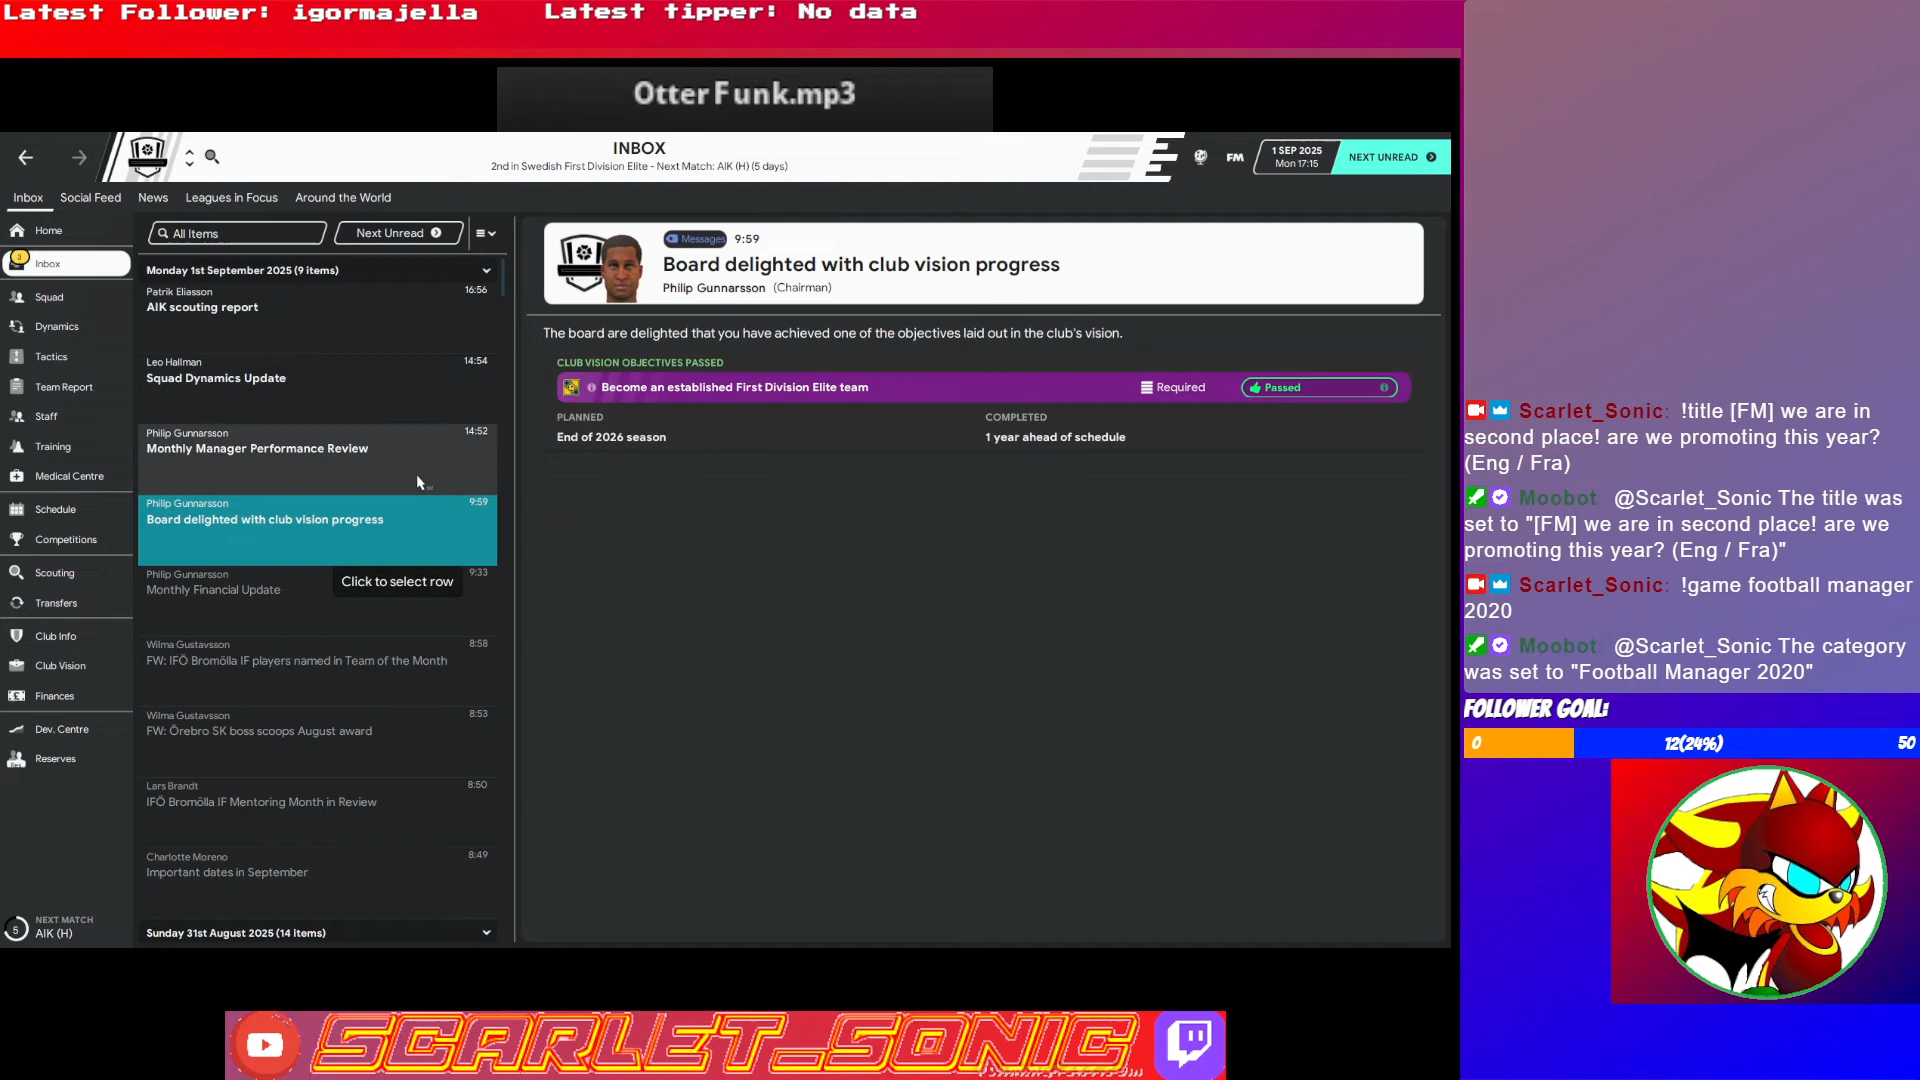 Latest Follower: igormajella Latest tipper: No data
Otter Funk.mp3
INBOX
2nd in Swedish First Division Elite - Next Match: AIK (H) (5 days)
FM
1 SEP 2025
Mon 17:15
NEXT UNREAD
Inbox Social Feed News Leagues in Focus Around the World
Home
3
Inbox
Squad
Dynamics
Tactics
Team Report
Staff
Training
Medical Centre
Schedule
Competitions
Scouting
Transfers
Club Info
Club Vision
Finances
Dev. Centre
Reserves
5
NEXT MATCH
AIK (H)
All Items
Next Unread
Monday 1st September 2025 (9 items)
Patrik Eliasson 16:56
AIK scouting report
Leo Hallman 14:54
Squad Dynamics Update
Philip Gunnarsson 14:52
Monthly Manager Performance Review
Philip Gunnarsson 9:59
Board delighted with club vision progress
Philip Gunnarsson 9:33
Monthly Financial Update
Click to select row
Wilma Gustavsson 8:58
FW: IFÖ Bromölla IF players named in Team of the Month
Wilma Gustavsson 8:53
FW: Örebro SK boss scoops August award
Lars Brandt 8:50
IFÖ Bromölla IF Mentoring Month in Review
Charlotte Moreno 8:49
Important dates in September
Sunday 31st August 2025 (14 items)
Messages 9:59
Board delighted with club vision progress
Philip Gunnarsson (Chairman)
The board are delighted that you have achieved one of the objectives laid out in the club's vision.
CLUB VISION OBJECTIVES PASSED
Become an established First Division Elite team Required Passed
PLANNED COMPLETED
End of 2026 season 1 year ahead of schedule
Scarlet_Sonic: !title [FM] we are in
second place! are we promoting this year?
(Eng / Fra)
Moobot: @Scarlet_Sonic The title was
set to "[FM] we are in second place! are we
promoting this year? (Eng / Fra)"
Scarlet_Sonic: !game football manager
2020
Moobot: @Scarlet_Sonic The category
was set to "Football Manager 2020"
FOLLOWER GOAL:
0 12(24%) 50
SCARLET_SONIC